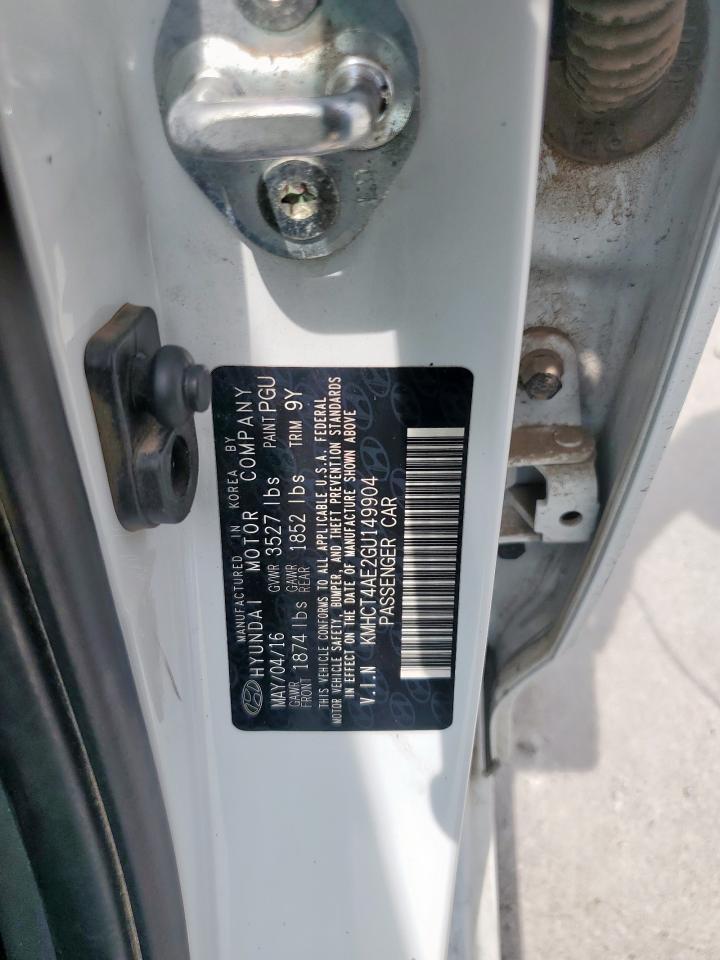 MANUFACTURED IN KOREA BY
HYUNDAI MOTOR COMPANY
MAY/04/16 GVWR 3527 lbs PAINT PGU
GAWR FRONT 1874 lbs GAWR REAR 1852 lbs TRIM 9Y
THIS VEHICLE CONFORMS TO ALL APPLICABLE U.S.A. FEDERAL
MOTOR VEHICLE SAFETY, BUMPER, AND THEFT PREVENTION STANDARDS
IN EFFECT ON THE DATE OF MANUFACTURE SHOWN ABOVE
V.I.N KMHCT4AE2GU149904
PASSENGER CAR